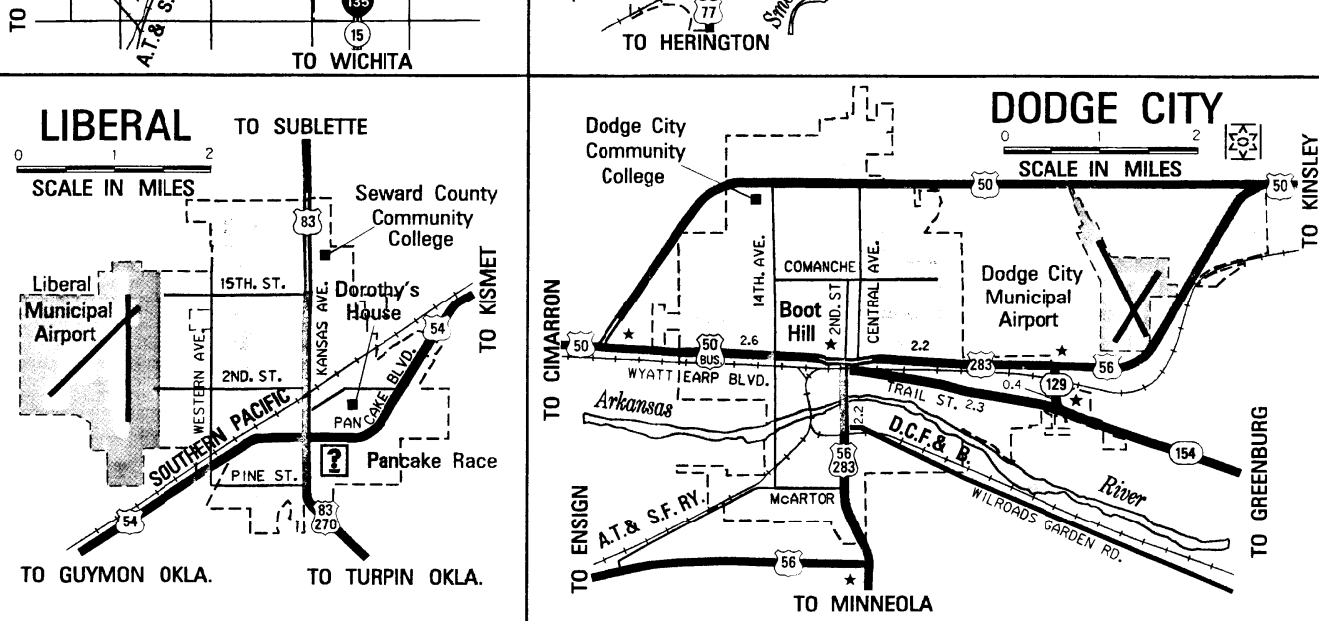 TO
A.T.& S.
135
15
TO WICHITA
77
TO HERINGTON
LIBERAL
0 1 2
SCALE IN MILES
TO SUBLETTE
83
Seward County
Community
College
TO KISMET
Liberal
Municipal
Airport
15TH. ST.
KANSAS AVE.
Dorothy's
House
54
WESTERN AVE.
2ND. ST.
PANCAKE BLVD.
SOUTHERN PACIFIC
?
Pancake Race
PINE ST.
54
83
270
TO GUYMON OKLA.
TO TURPIN OKLA.
DODGE CITY
0 1 2
SCALE IN MILES
Dodge City
Community
College
50
50
TO KINSLEY
14TH. AVE.
COMANCHE
CENTRAL AVE.
2ND. ST
Boot
Hill
Dodge City
Municipal
Airport
TO CIMARRON
50
50
BUS.
2.6
2.2
283
56
WYATT EARP BLVD.
0.4
129
TRAIL ST. 2.3
Arkansas
2.2
D.C.F.& B.
154
TO GREENBURG
56
283
River
McARTOR
WILROADS GARDEN RD.
A.T.& S.F. RY.
TO ENSIGN
56
TO MINNEOLA